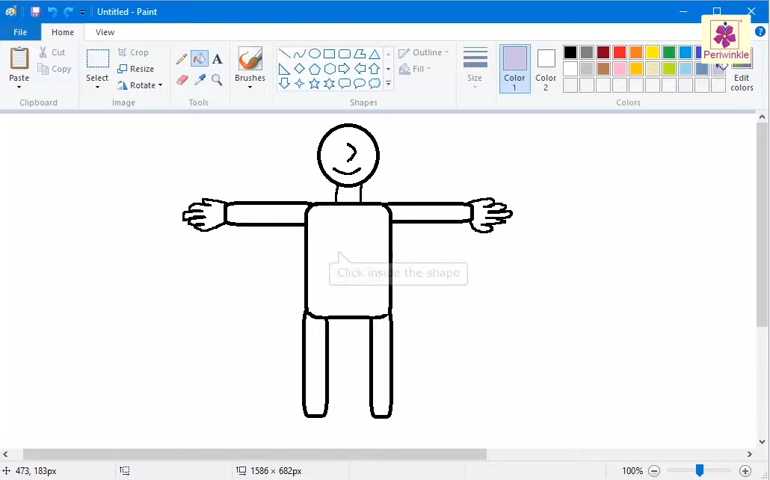 Untitled - Paint
File Home View
Paste
Cut
Copy
Clipboard
Select
Crop
Resize
Rotate
Image
A
Tools
Brushes
Shapes
Outline
Fill
Size
Color
1
Color
2
Colors
Edit
colors
Periwinkle
Click inside the shape
473, 183px
1586 × 682px
100%